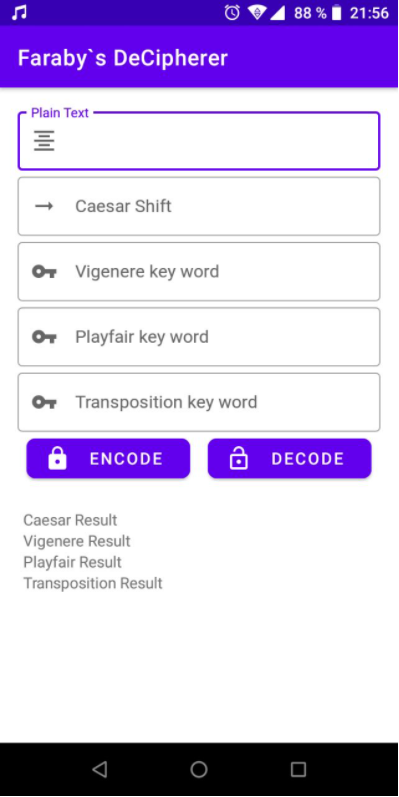 88 % 21:56
Faraby`s DeCipherer
Plain Text
Caesar Shift
Vigenere key word
Playfair key word
Transposition key word
ENCODE DECODE
Caesar Result
Vigenere Result
Playfair Result
Transposition Result